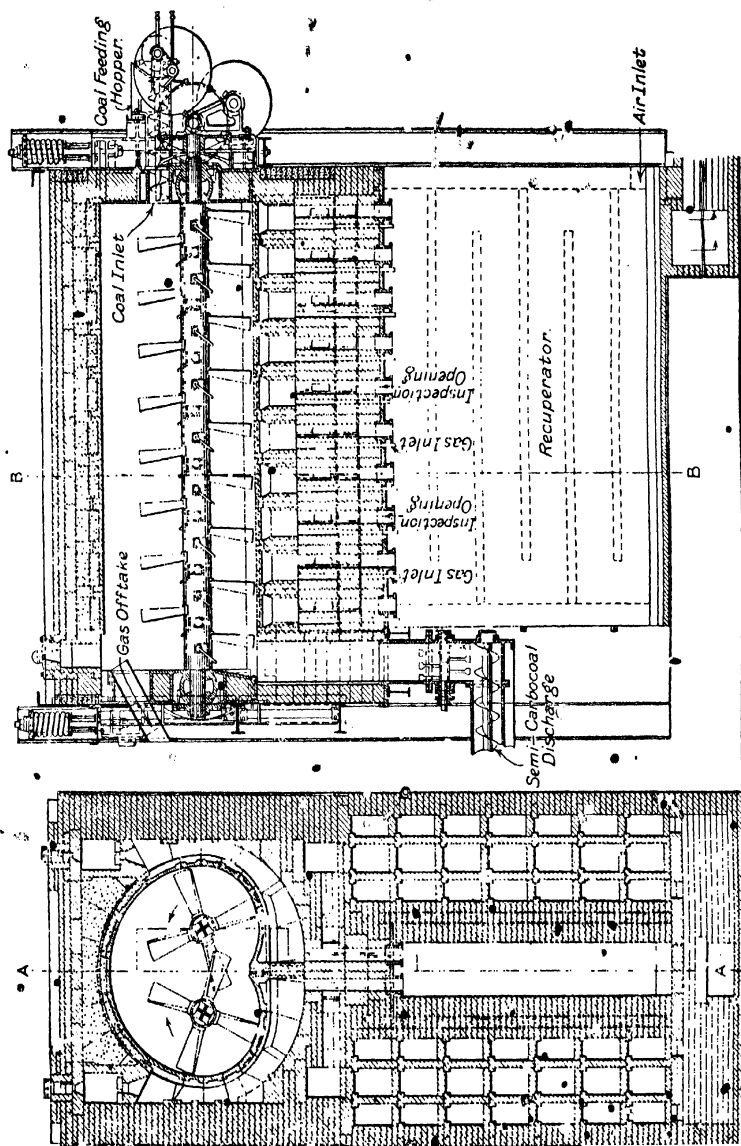 Coal Feeding
Hopper.
Air Inlet
Coal Inlet
Inspection
Opening
Gas Inlet
Recuperator.
B
B
Inspection
Opening
Gas Inlet
Gas Offtake
Semi-Carbocoal
Discharge
A
A